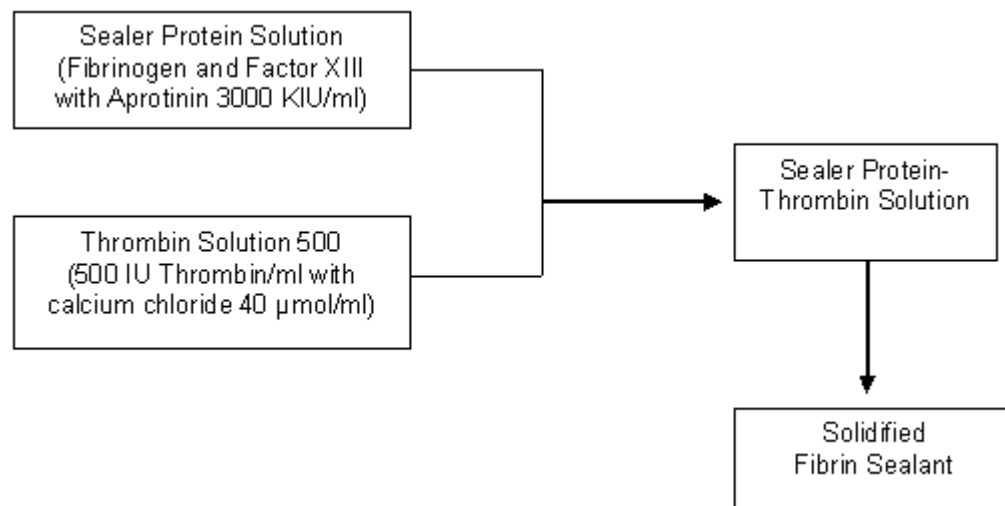 Sealer Protein Solution
(Fibrinogen and Factor XIII
with Aprotinin 3000 KIU/ml)
Thrombin Solution 500
(500 IU Thrombin/ml with
calcium chloride 40 µmol/ml)
Sealer Protein-
Thrombin Solution
Solidified
Fibrin Sealant